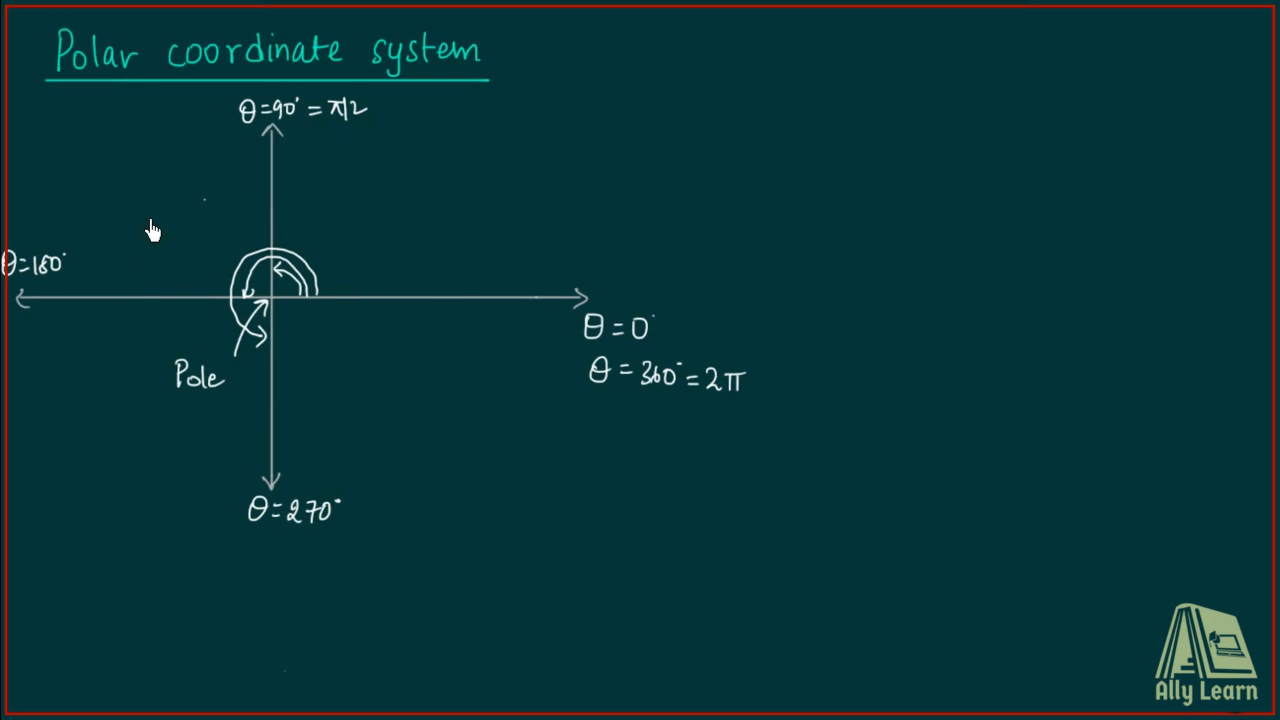 Polar coordinate system
θ=90° = π/2
θ=180°
θ = 0°
θ = 360° = 2π
Pole
θ=270°
Ally Learn